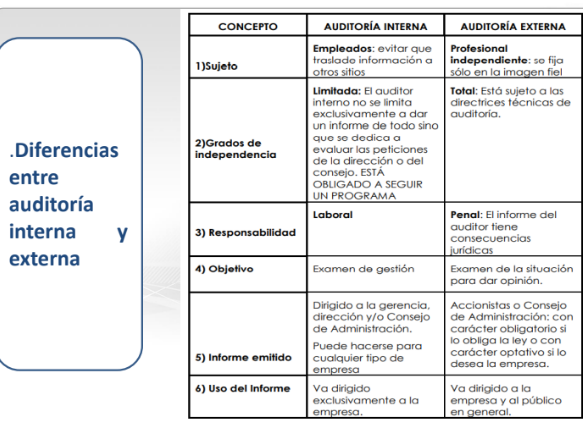 .Diferencias
entre
auditoría
interna y
externa
CONCEPTO
AUDITORÍA INTERNA
AUDITORÍA EXTERNA
1)Sujeto
Empleados: evitar que
traslade información a
otros sitios
Profesional
independiente: se fija
sólo en la imagen fiel
2)Grados de
independencia
Limitada: El auditor
interno no se limita
exclusivamente a dar
un informe de todo sino
que se dedica a
evaluar las peticiones
de la dirección o del
consejo. ESTÁ
OBLIGADO A SEGUIR
UN PROGRAMA
Total: Está sujeto a las
directrices técnicas de
auditoría.
3) Responsabilidad
Laboral
Penal: El informe del
auditor tiene
consecuencias
jurídicas
4) Objetivo
Examen de gestión
Examen de la situación
para dar opinión.
5) Informe emitido
Dirigido a la gerencia,
dirección y/o Consejo
de Administración.
Puede hacerse para
cualquier tipo de
empresa
Accionistas o Consejo
de Administración: con
carácter obligatorio si
lo obliga la ley o con
carácter optativo si lo
desea la empresa.
6) Uso del Informe
Va dirigido
exclusivamente a la
empresa.
Va dirigido a la
empresa y al público
en general.